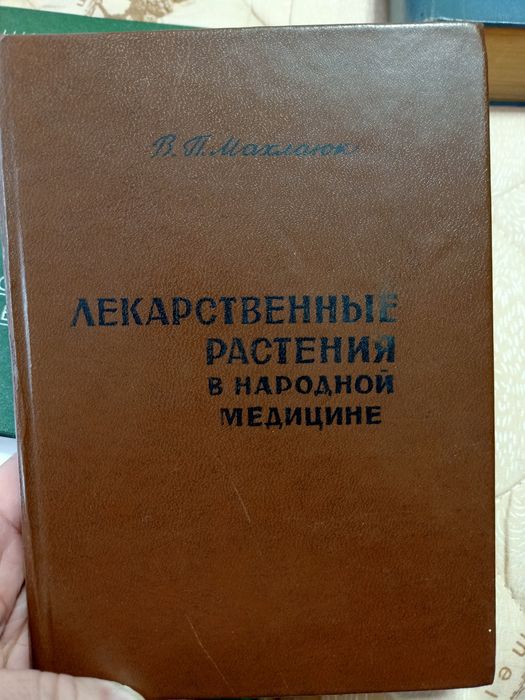 В. П. Махлаюк
ЛЕКАРСТВЕННЫЕ
РАСТЕНИЯ
В НАРОДНОЙ
МЕДИЦИНЕ